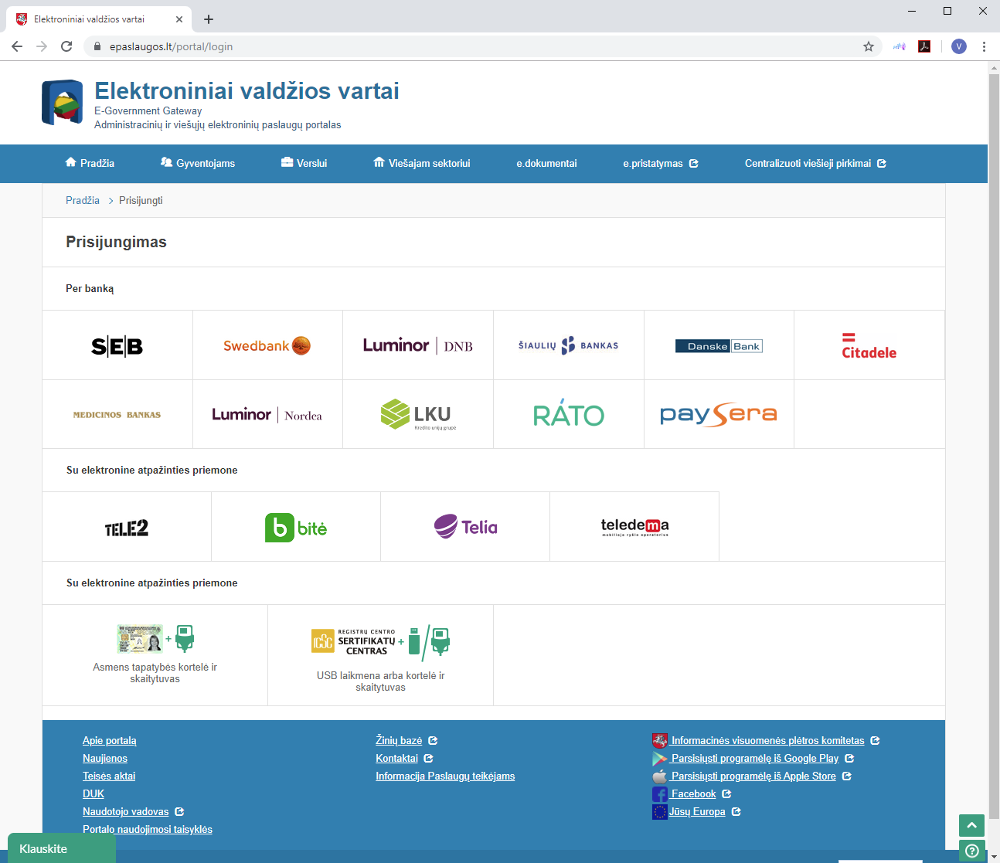 Elektroniniai valdžios vartai
epaslaugos.lt/portal/login
V
Elektroniniai valdžios vartai
E-Government Gateway
Administracinių ir viešųjų elektroninių paslaugų portalas
Pradžia Gyventojams Verslui Viešajam sektoriui e.dokumentai e.pristatymas Centralizuoti viešieji pirkimai
Pradžia > Prisijungti
Prisijungimas
Per banką
SEB Swedbank Luminor | DNB ŠIAULIŲ BANKAS Danske Bank Citadele
MEDICINOS BANKAS Luminor | Nordea LKU Kredito unijų grupė RÁTO paysera
Su elektronine atpažinties priemone
TELE2 b bitė Telia teledema mobiliojo ryšio operatorius
Su elektronine atpažinties priemone
+
REGISTRŲ CENTRO
SERTIFIKATŲ
CENTRAS
+ /
Asmens tapatybės kortelė ir
skaitytuvas
USB laikmena arba kortelė ir
skaitytuvas
Apie portalą
Naujienos
Teisės aktai
DUK
Naudotojo vadovas
Portalo naudojimosi taisyklės
Žinių bazė
Kontaktai
Informacija Paslaugų teikėjams
Informacinės visuomenės plėtros komitetas
Parsisiųsti programėlę iš Google Play
Parsisiųsti programėlę iš Apple Store
Facebook
Jūsų Europa
Klauskite
?